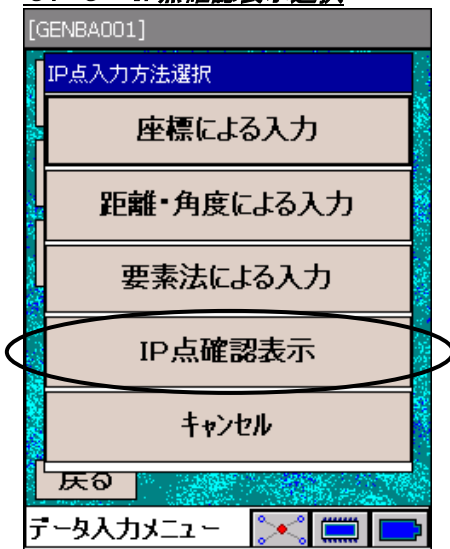 [GENBA001]
IP点入力方法選択
座標による入力
距離・角度による入力
要素法による入力
IP点確認表示
キャンセル
戻る
データ入力メニュー